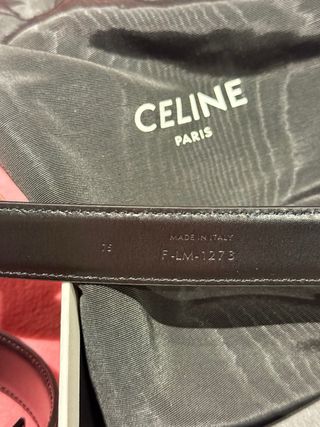 CELINE
PARIS
MADE IN ITALY
75 F-LM-1273